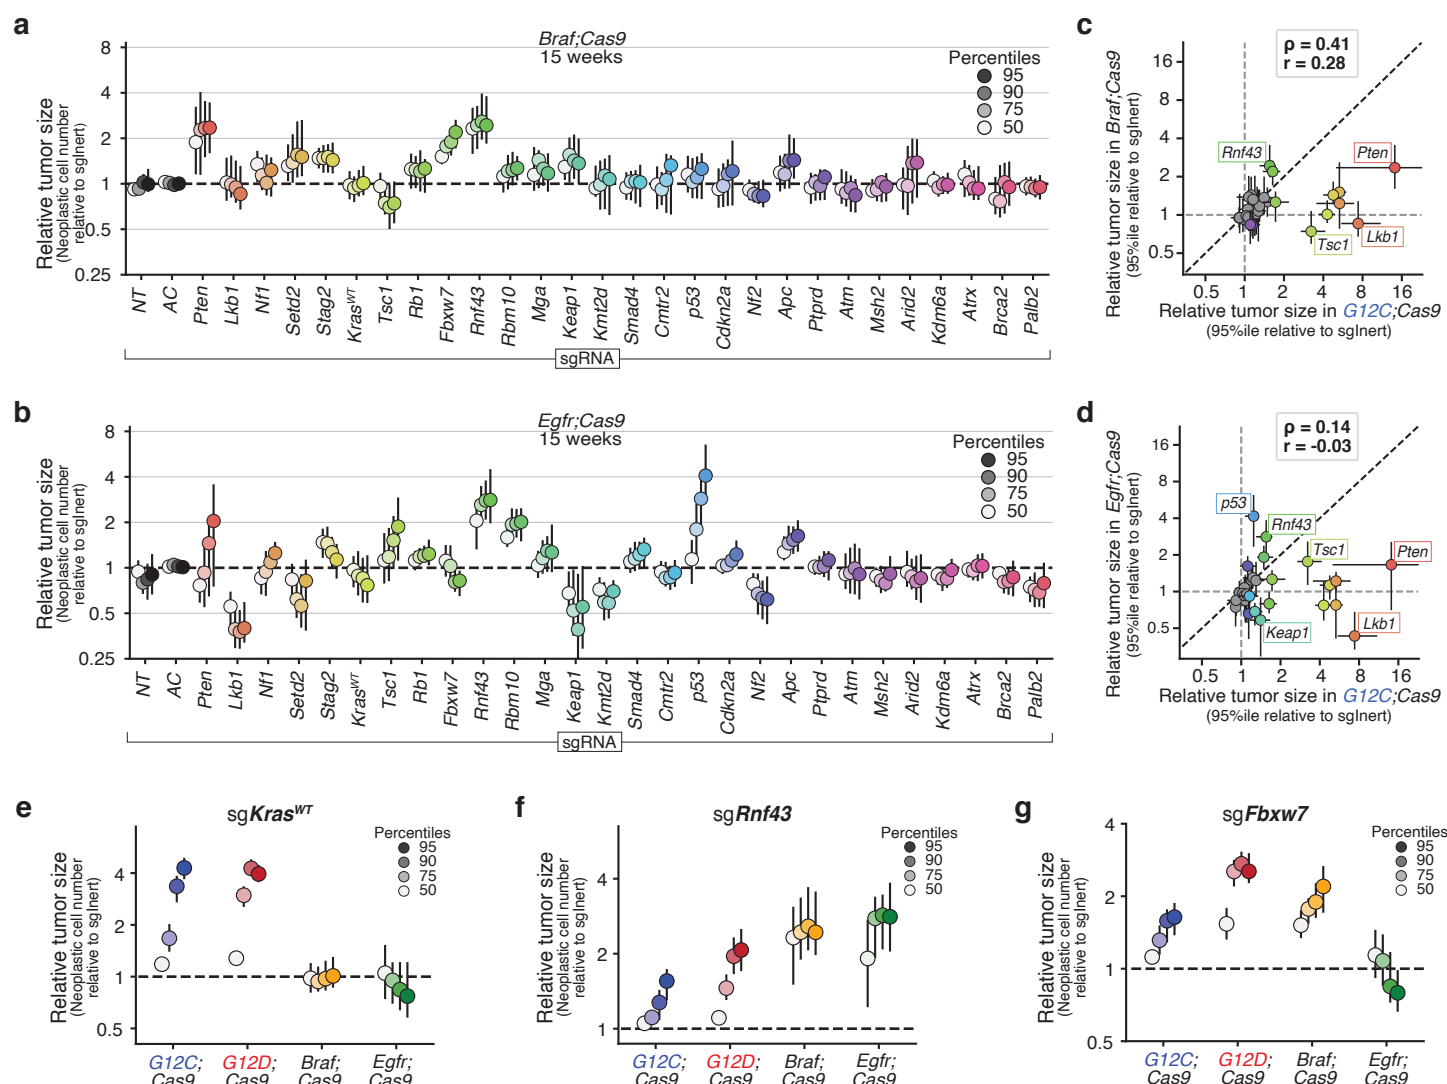 a
Braf;Cas9
15 weeks
Percentiles
95
90
75
50
Relative tumor size
(Neoplastic cell number
relative to sgInert)
8
4
2
1
0.5
0.25
NT
AC
Pten
Lkb1
Nf1
Setd2
Stag2
Kras^WT
Tsc1
Rb1
Fbxw7
Rnf43
Rbm10
Mga
Keap1
Kmt2d
Smad4
Cmtr2
p53
Cdkn2a
Nf2
Apc
Ptprd
Atm
Msh2
Arid2
Kdm6a
Atrx
Brca2
Palb2
sgRNA
c
ρ = 0.41
r = 0.28
Relative tumor size in Braf;Cas9
(95%ile relative to sgInert)
16
8
4
2
1
0.5
Rnf43
Pten
Tsc1
Lkb1
0.5
1
2
4
8
16
Relative tumor size in G12C;Cas9
(95%ile relative to sgInert)
b
Egfr;Cas9
15 weeks
Percentiles
95
90
75
50
Relative tumor size
(Neoplastic cell number
relative to sgInert)
8
4
2
1
0.5
0.25
NT
AC
Pten
Lkb1
Nf1
Setd2
Stag2
Kras^WT
Tsc1
Rb1
Fbxw7
Rnf43
Rbm10
Mga
Keap1
Kmt2d
Smad4
Cmtr2
p53
Cdkn2a
Nf2
Apc
Ptprd
Atm
Msh2
Arid2
Kdm6a
Atrx
Brca2
Palb2
sgRNA
d
ρ = 0.14
r = -0.03
Relative tumor size in Egfr;Cas9
(95%ile relative to sgInert)
16
8
4
2
1
0.5
p53
Rnf43
Tsc1
Pten
Keap1
Lkb1
0.5
1
2
4
8
16
Relative tumor size in G12C;Cas9
(95%ile relative to sgInert)
e
sgKras^WT
Percentiles
95
90
75
50
Relative tumor size
(Neoplastic cell number
relative to sgInert)
4
2
1
0.5
G12C;
Cas9
G12D;
Cas9
Braf;
Cas9
Egfr;
Cas9
f
sgRnf43
Percentiles
95
90
75
50
Relative tumor size
(Neoplastic cell number
relative to sgInert)
4
2
1
G12C;
Cas9
G12D;
Cas9
Braf;
Cas9
Egfr;
Cas9
g
sgFbxw7
Percentiles
95
90
75
50
Relative tumor size
(Neoplastic cell number
relative to sgInert)
4
2
1
0.5
G12C;
Cas9
G12D;
Cas9
Braf;
Cas9
Egfr;
Cas9